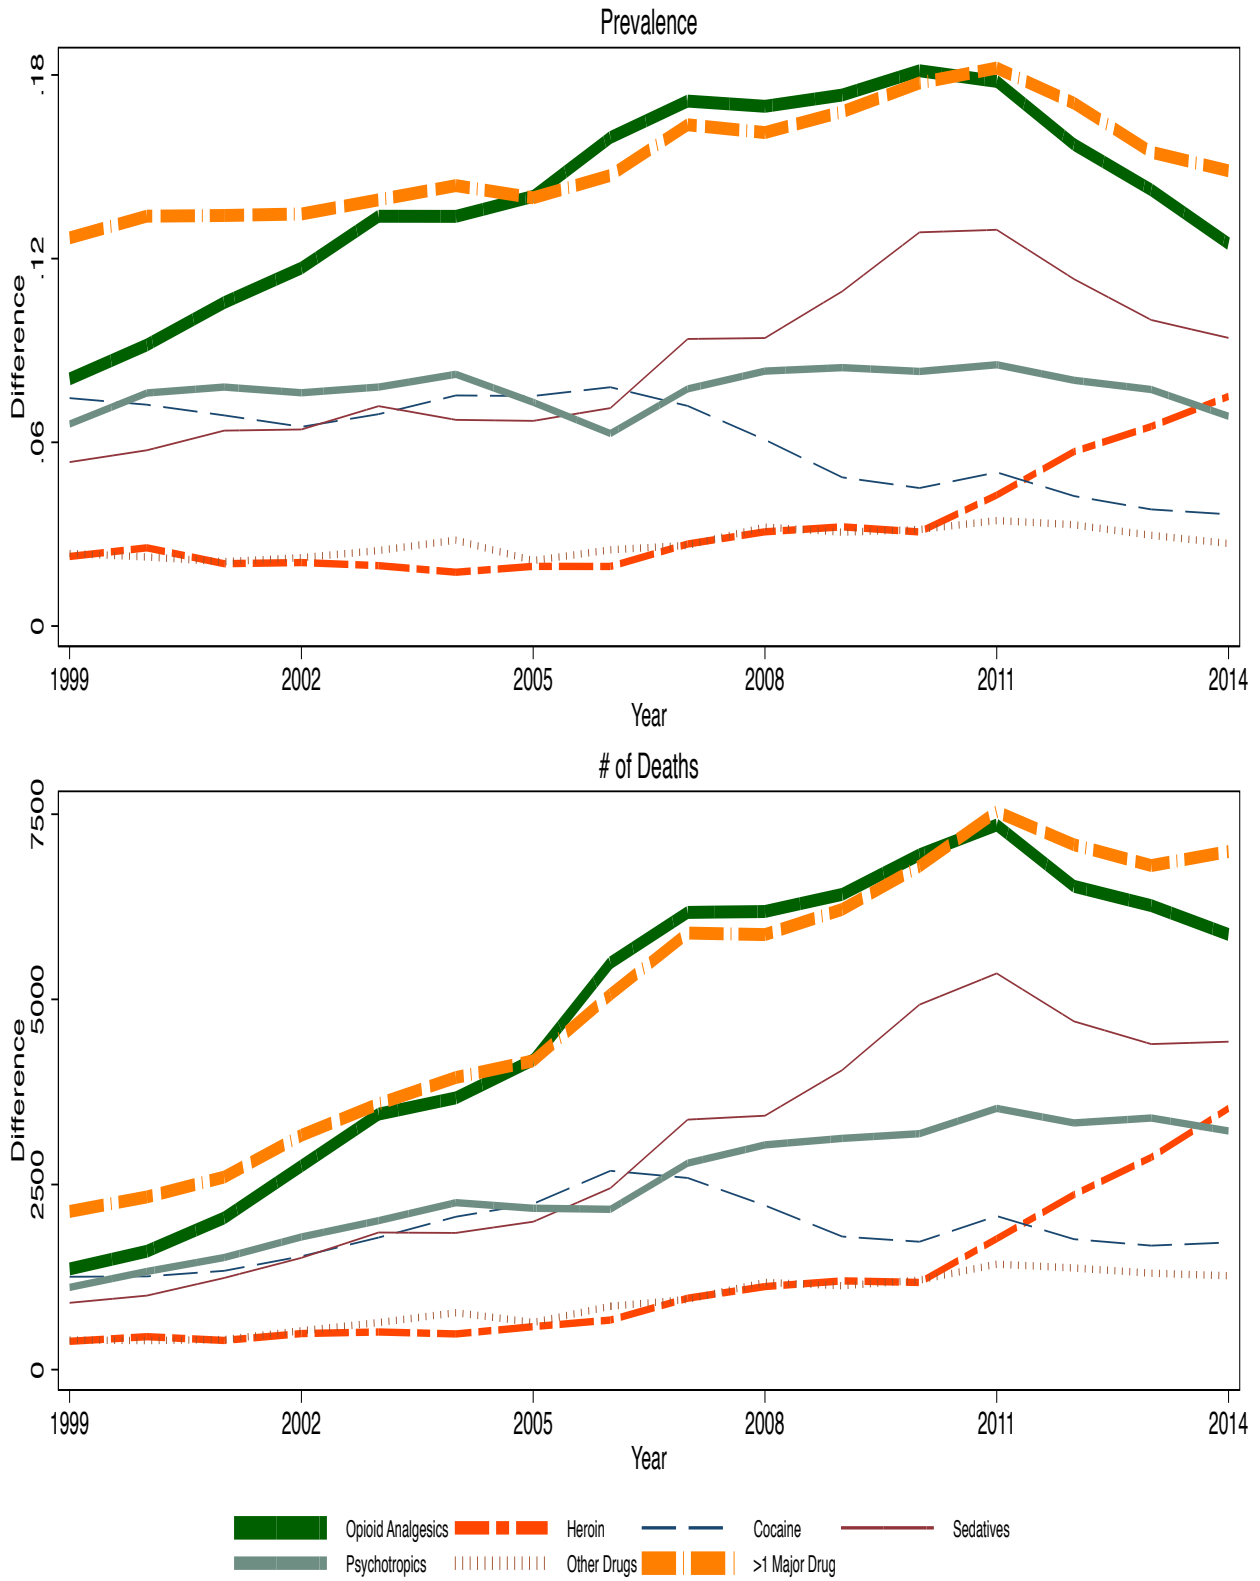 Prevalence
Difference
.18
.12
.06
0
1999 2002 2005 2008 2011 2014
Year
# of Deaths
Difference
7500
5000
2500
0
1999 2002 2005 2008 2011 2014
Year
Opioid Analgesics Heroin Cocaine Sedatives
Psychotropics Other Drugs >1 Major Drug